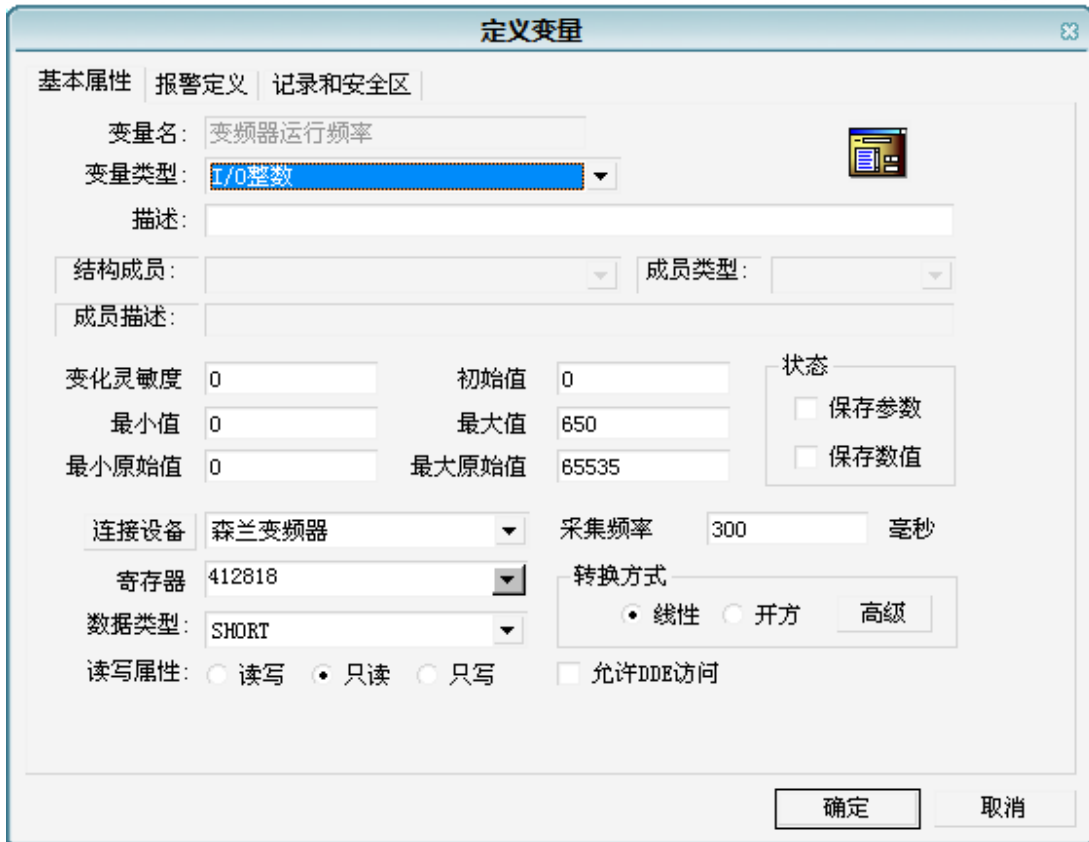 定义变量
基本属性 报警定义 记录和安全区
变量名: 变频器运行频率
变量类型: I/O整数
描述:
结构成员: 成员类型:
成员描述:
变化灵敏度 0 初始值 0 状态
最小值 0 最大值 650 保存参数
最小原始值 0 最大原始值 65535 保存数值
连接设备 森兰变频器 采集频率 300 毫秒
寄存器 412818 转换方式
线性 开方 高级
数据类型: SHORT
读写属性: 读写 只读 只写 允许DDE访问
确定 取消